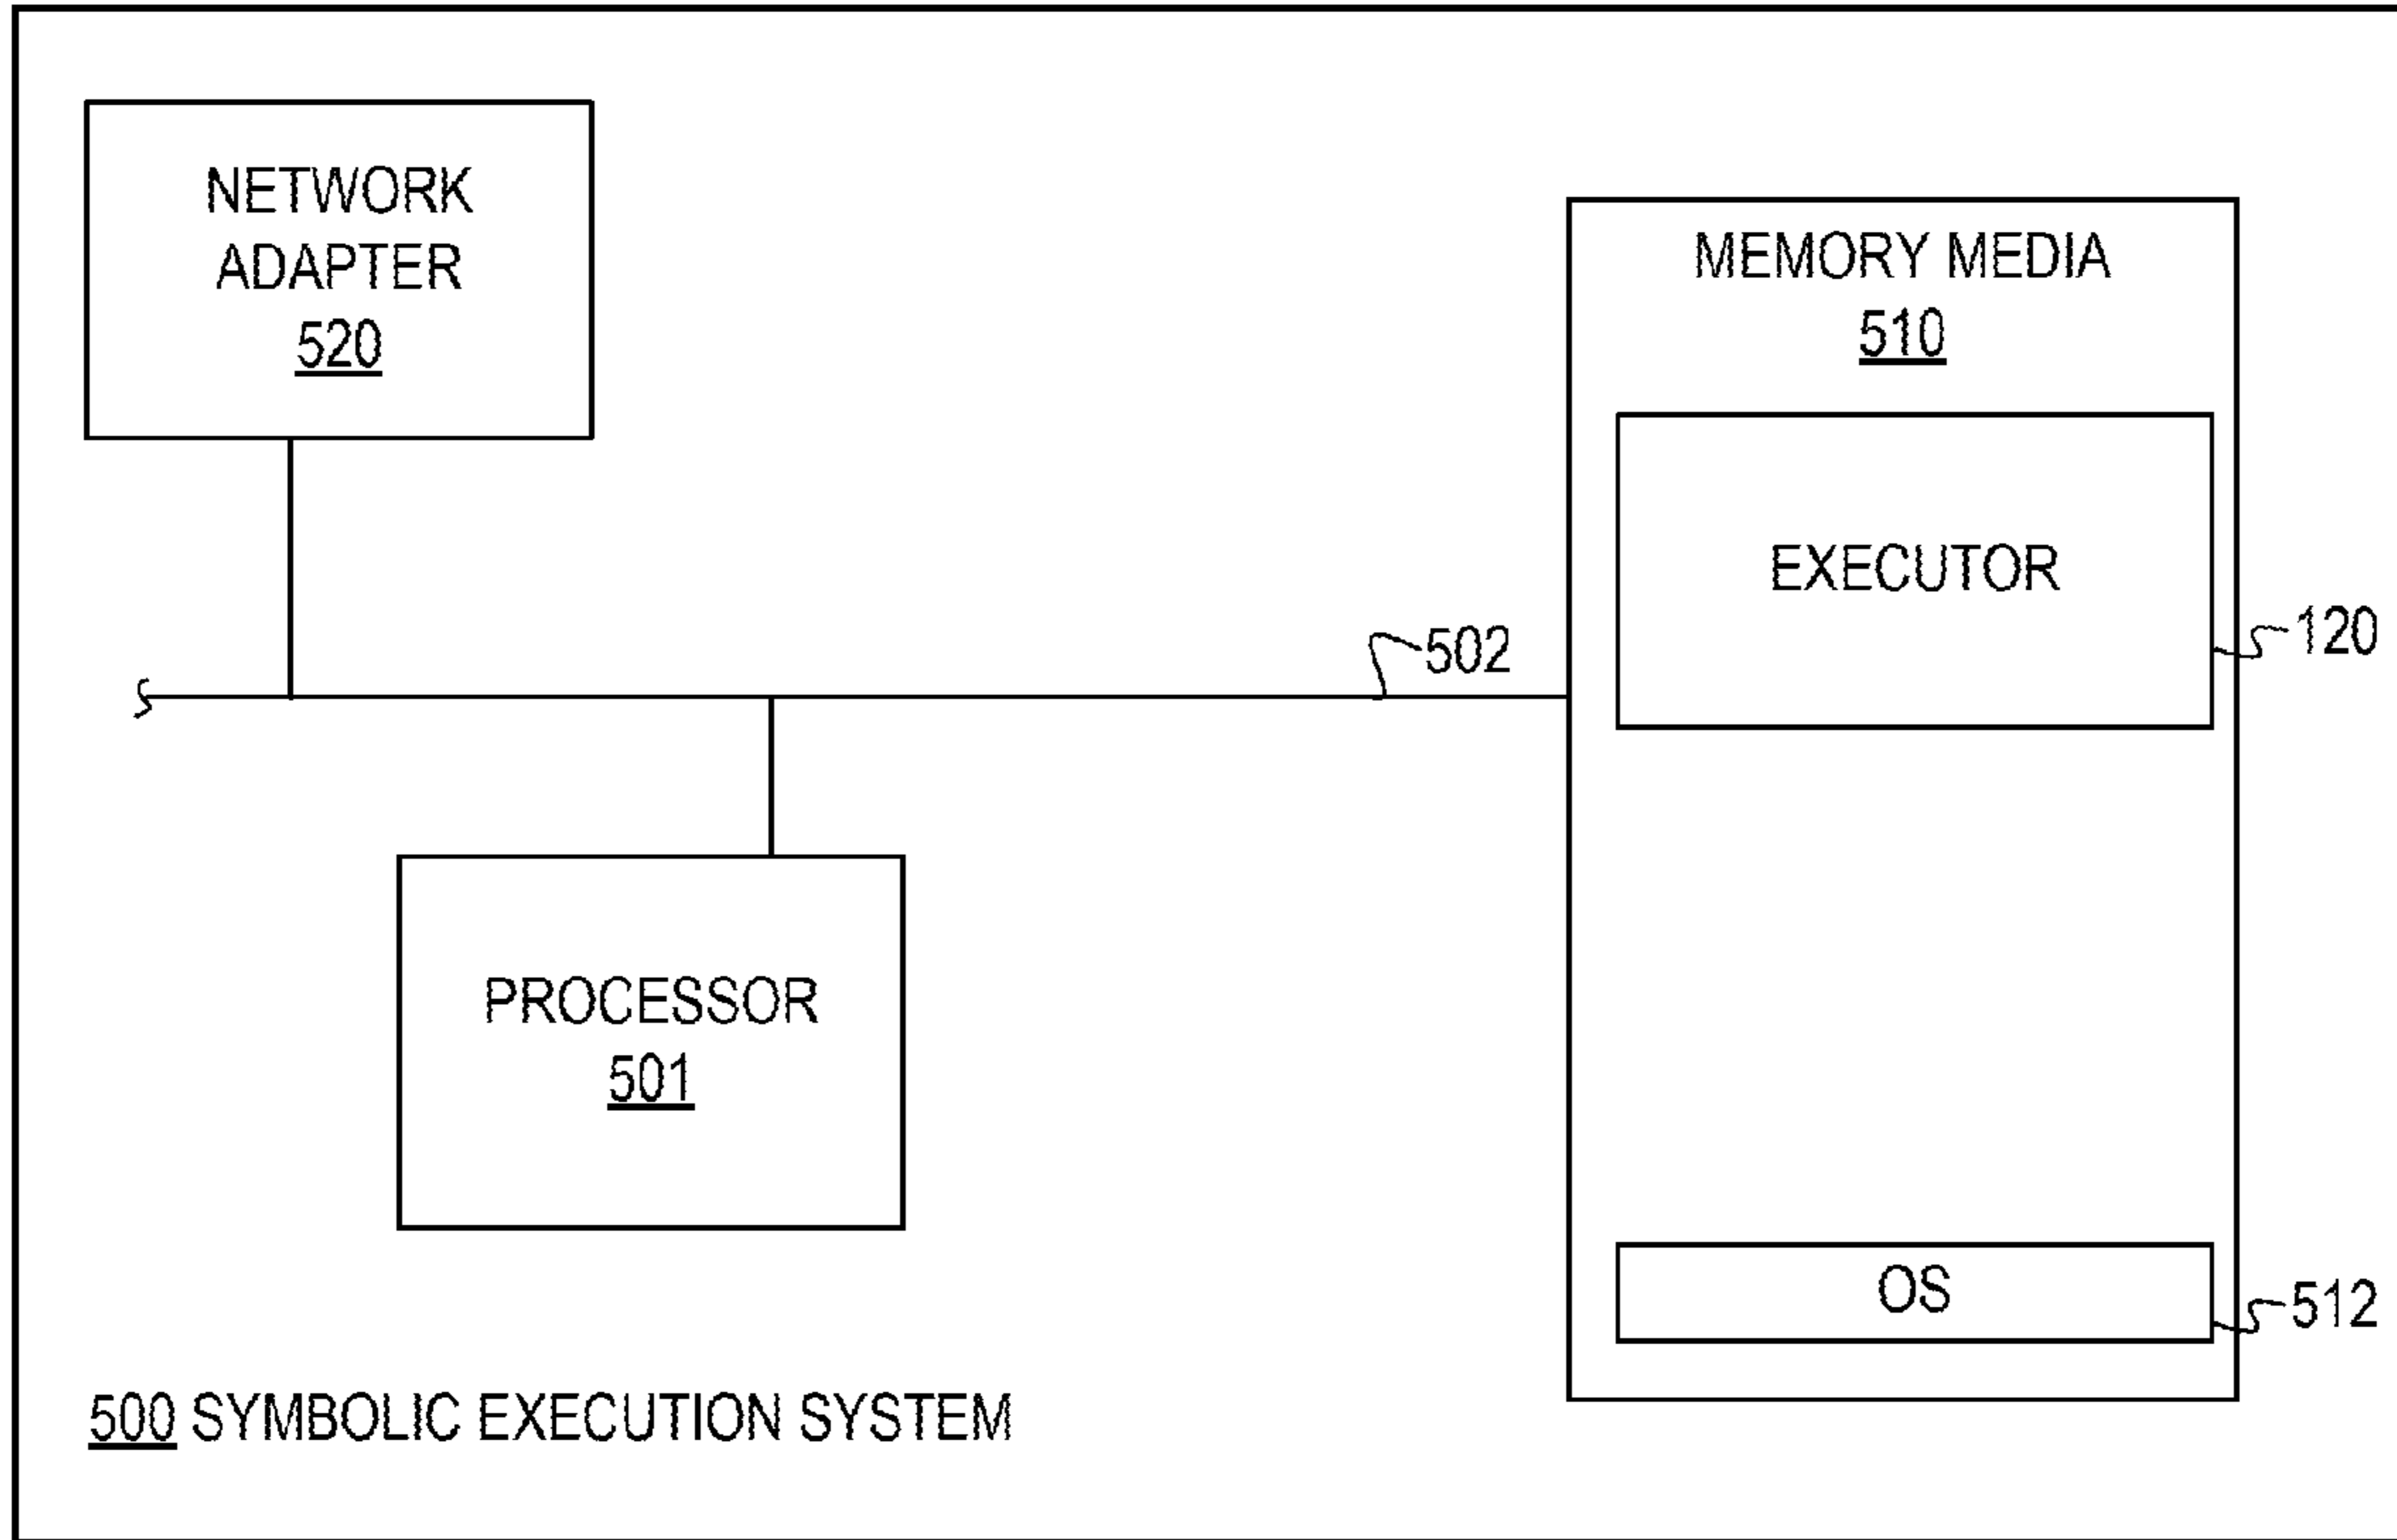 NETWORK
ADAPTER
520
MEMORY MEDIA
510
EXECUTOR
120
502
PROCESSOR
501
OS
512
500 SYMBOLIC EXECUTION SYSTEM